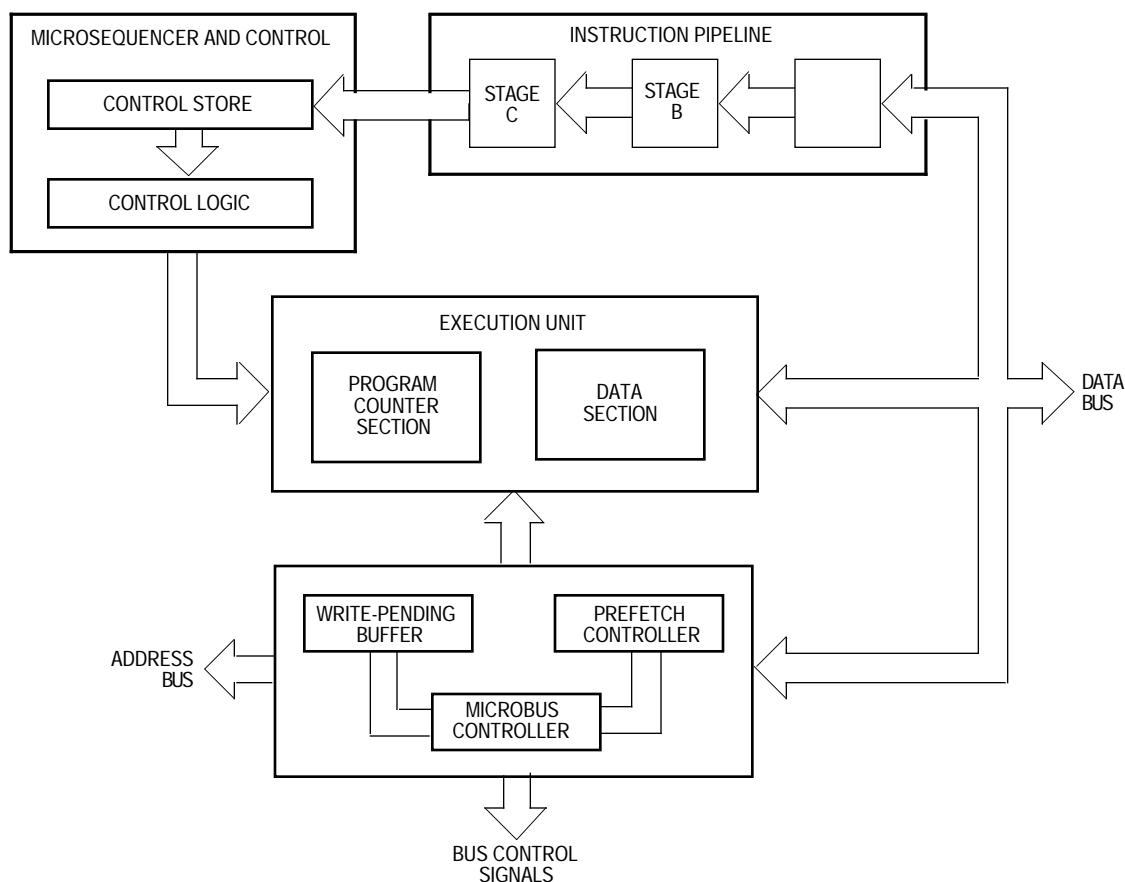 MICROSEQUENCER AND CONTROL
CONTROL STORE
CONTROL LOGIC
INSTRUCTION PIPELINE
STAGE
C
STAGE
B
EXECUTION UNIT
PROGRAM
COUNTER
SECTION
DATA
SECTION
DATA
BUS
WRITE-PENDING
BUFFER
PREFETCH
CONTROLLER
MICROBUS
CONTROLLER
ADDRESS
BUS
BUS CONTROL
SIGNALS